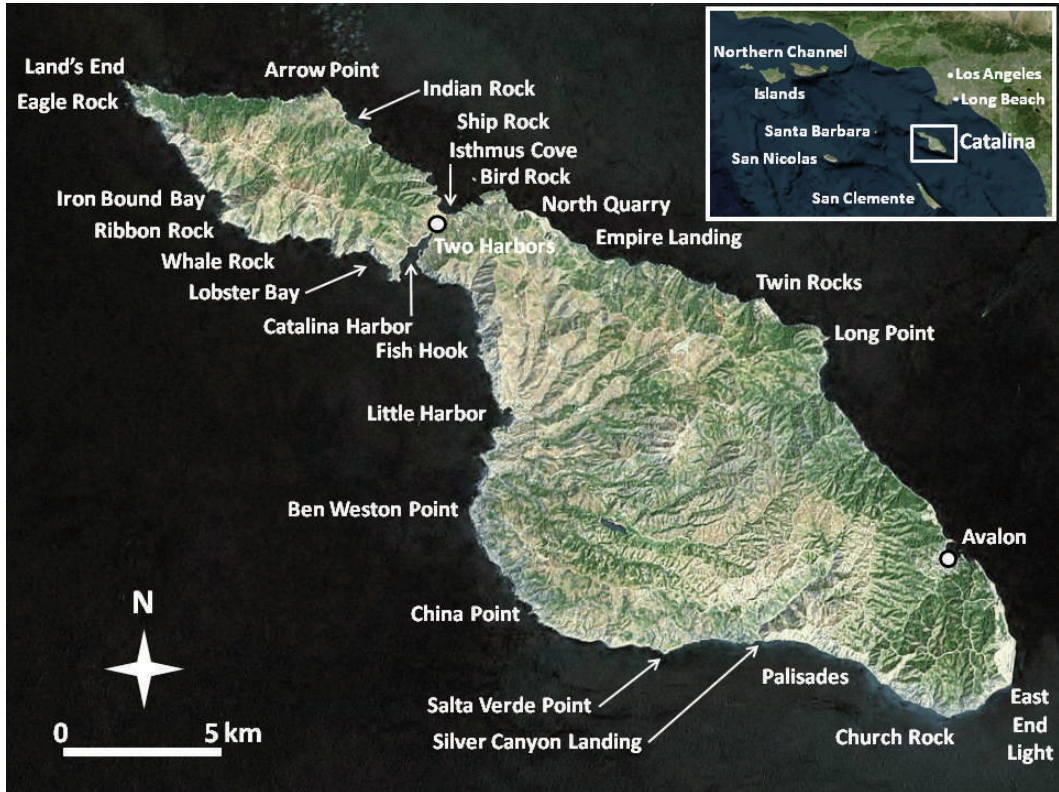 Land's End
Eagle Rock
Arrow Point
Indian Rock
Ship Rock
Isthmus Cove
Bird Rock
North Quarry
Empire Landing
Iron Bound Bay
Ribbon Rock
Whale Rock
Lobster Bay
Two Harbors
Catalina Harbor
Fish Hook
Twin Rocks
Long Point
Little Harbor
Ben Weston Point
Avalon
China Point
Salta Verde Point
Silver Canyon Landing
Palisades
Church Rock
East
End
Light
N
0 5 km
Northern Channel
Islands
Los Angeles
Long Beach
Santa Barbara
Catalina
San Nicolas
San Clemente